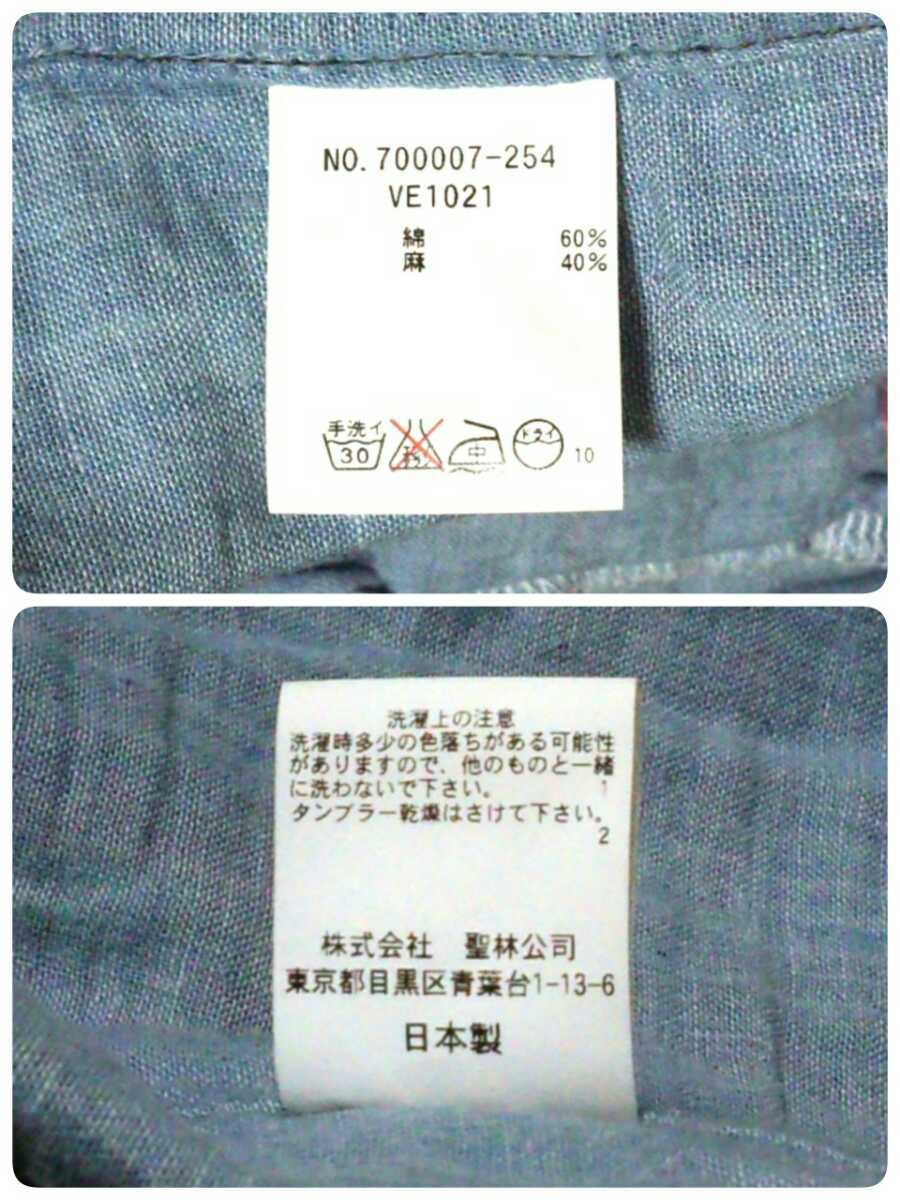 NO.700007-254
VE1021
綿 60%
麻 40%
手洗イ
30
エンソ
中
ドライ
10
洗濯上の注意
洗濯時多少の色落ちがある可能性
がありますので、他のものと一緒
に洗わないで下さい。 1
タンブラー乾燥はさけて下さい。
2
株式会社 聖林公司
東京都目黒区青葉台1-13-6
日本製